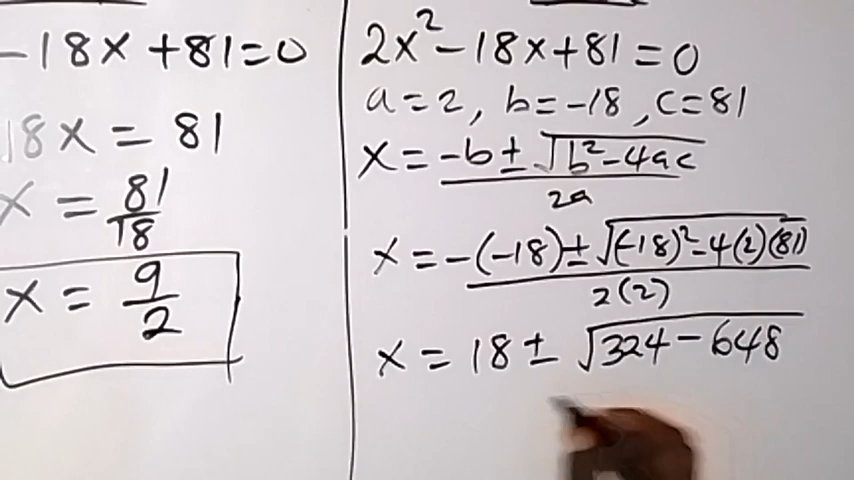 -18x +81=0
18x = 81
x = 81/18
x = 9/2
2x² -18x+81=0
a=2, b=-18, c=81
x = -b ± √b²-4ac / 2a
x = -(-18) ± √(-18)²-4(2)(81) / 2(2)
x = 18 ± √324-648